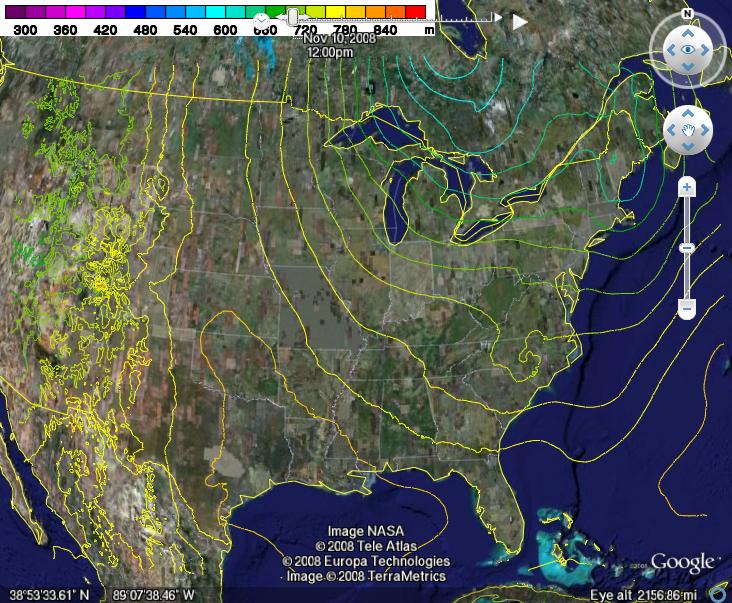 300 360 420 480 540 600 660 720 780 840 m
Nov 10, 2008
12:00pm
N
Image NASA
© 2008 Tele Atlas
© 2008 Europa Technologies
Image © 2008 TerraMetrics
Google
38°53'33.61" N 89°07'38.46" W
Eye alt 2156.86 mi